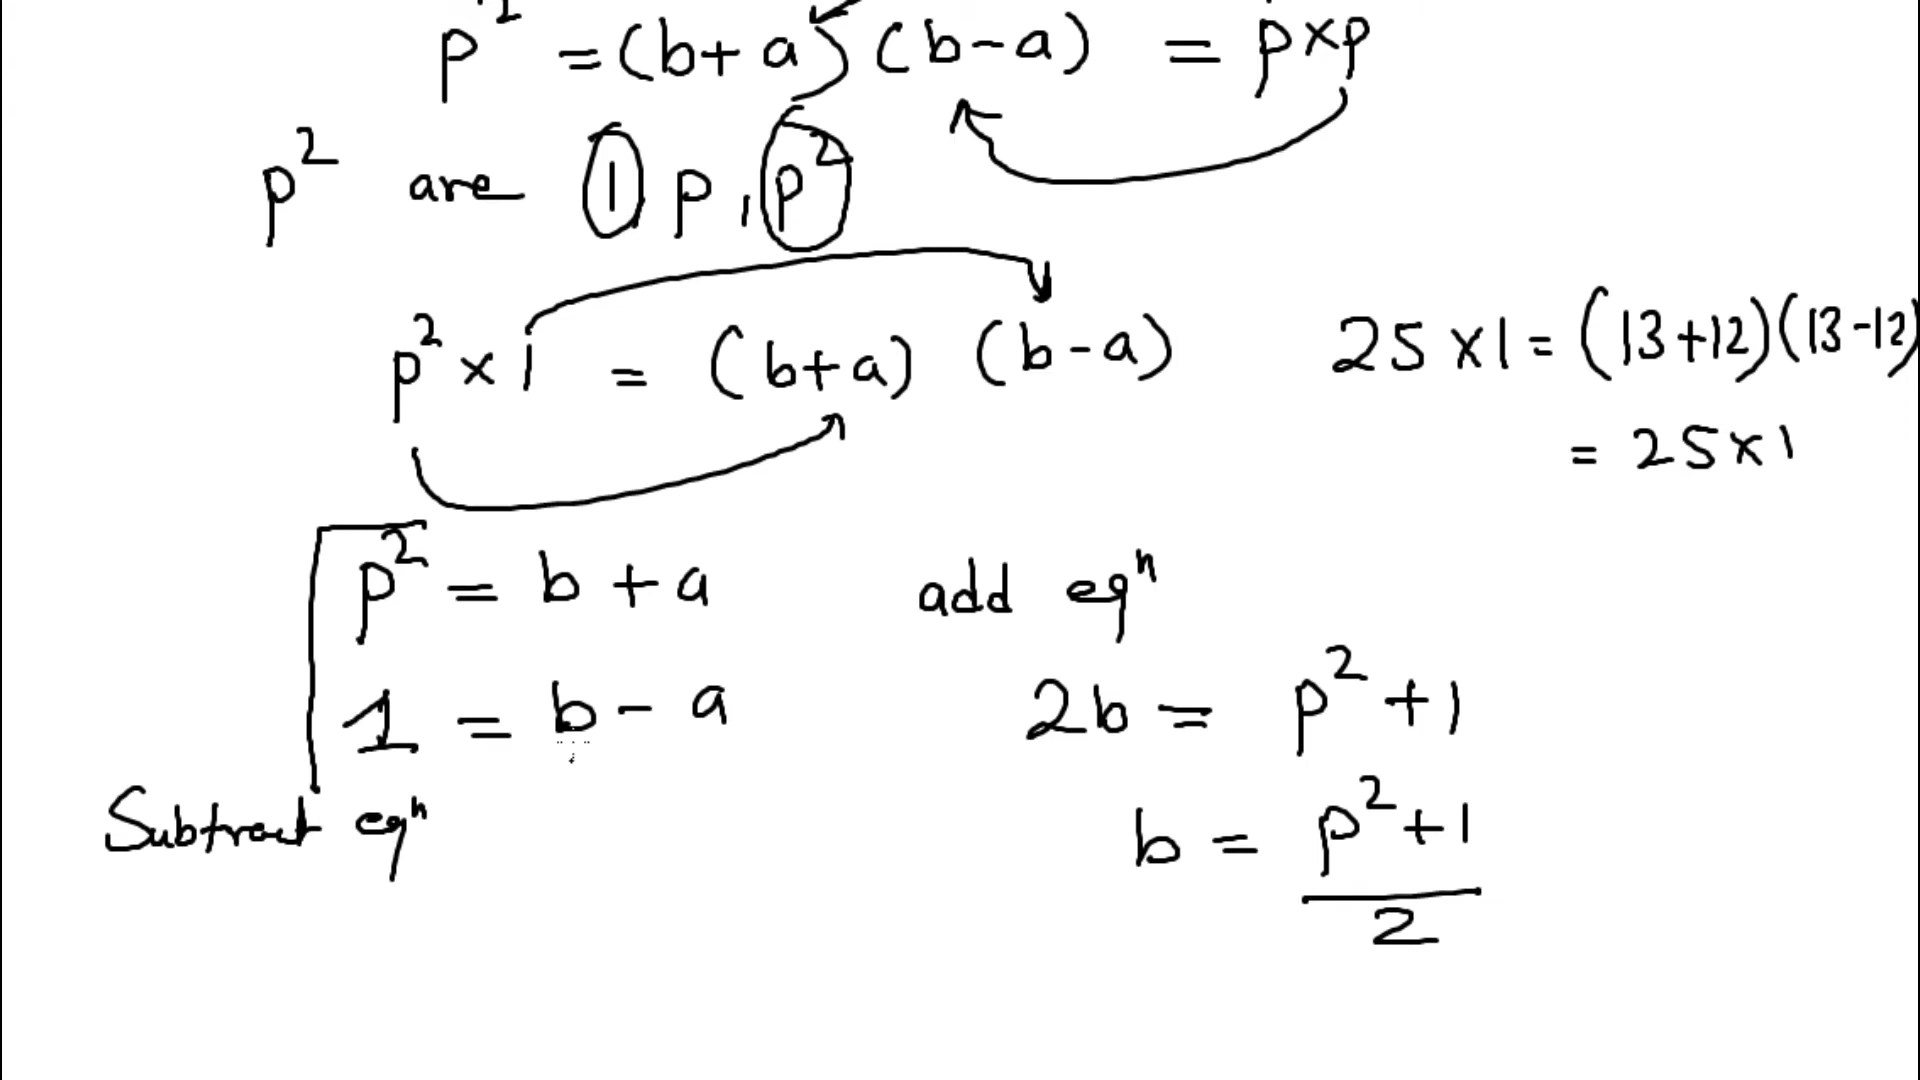 p² = (b+a) (b-a) = p×p
p² are 1 p, p²
p² × 1 = (b+a) (b-a)
25 × 1 = (13+12)(13-12)
= 25 × 1
p² = b + a
1 = b - a
Subtract eqⁿ
add eqⁿ
2b = p² + 1
b = p² + 1
2